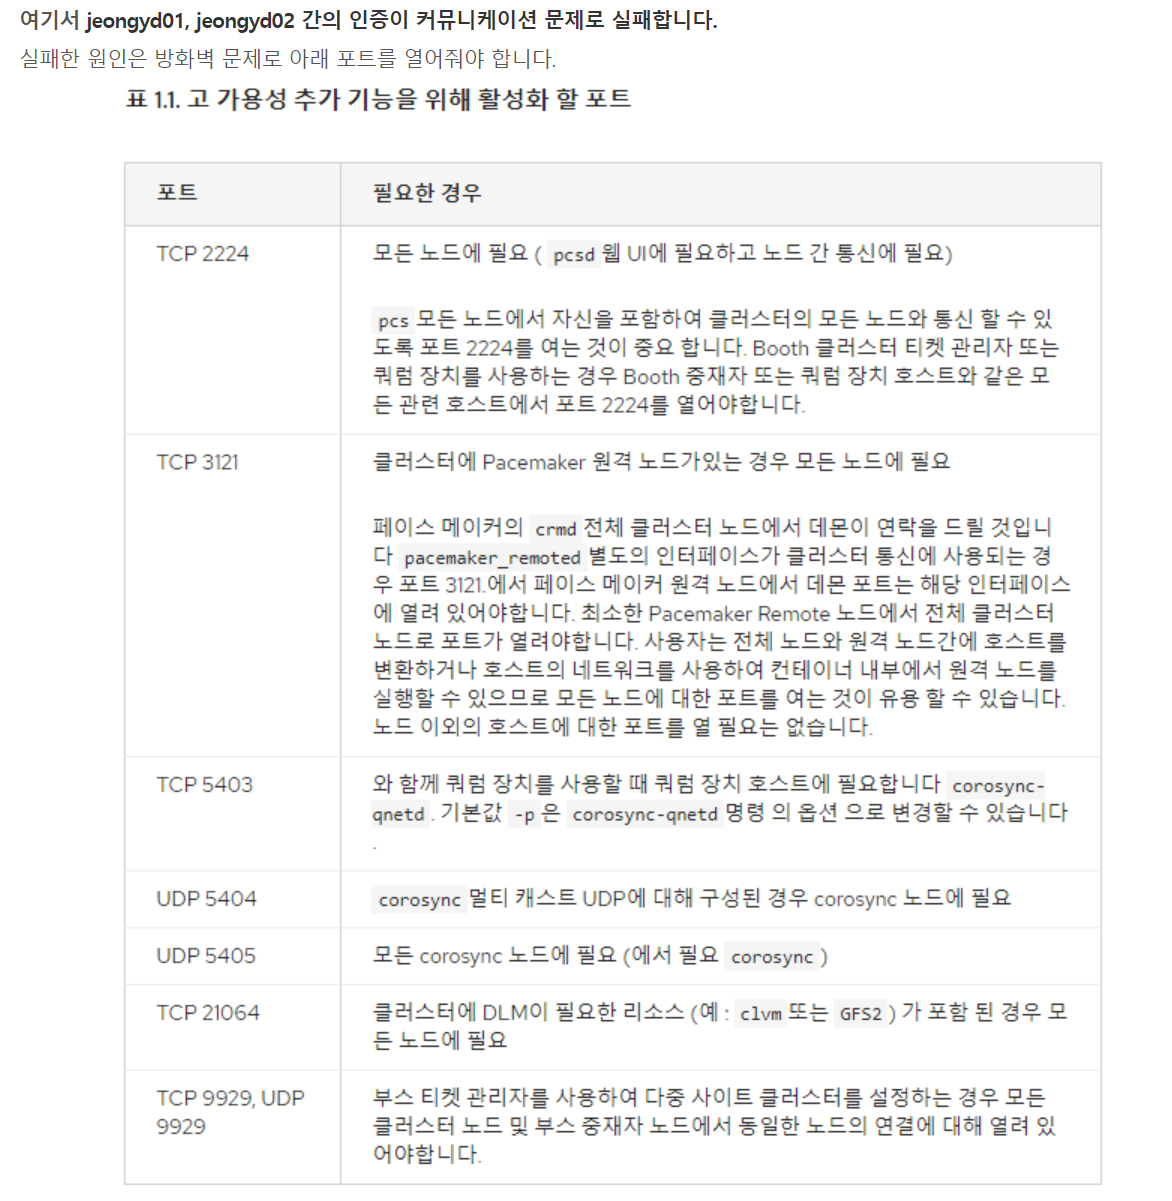 여기서 jeongyd01, jeongyd02 간의 인증이 커뮤니케이션 문제로 실패합니다.
실패한 원인은 방화벽 문제로 아래 포트를 열어줘야 합니다.
표 1.1. 고 가용성 추가 기능을 위해 활성화 할 포트
포트
필요한 경우
TCP 2224
모든 노드에 필요 ( pcsd 웹 UI에 필요하고 노드 간 통신에 필요)
pcs 모든 노드에서 자신을 포함하여 클러스터의 모든 노드와 통신 할 수 있
도록 포트 2224를 여는 것이 중요 합니다. Booth 클러스터 티켓 관리자 또는
쿼럼 장치를 사용하는 경우 Booth 중재자 또는 쿼럼 장치 호스트와 같은 모
든 관련 호스트에서 포트 2224를 열어야합니다.
TCP 3121
클러스터에 Pacemaker 원격 노드가있는 경우 모든 노드에 필요
페이스 메이커의 crmd 전체 클러스터 노드에서 데몬이 연락을 드릴 것입니
다 pacemaker_remoted 별도의 인터페이스가 클러스터 통신에 사용되는 경
우 포트 3121.에서 페이스 메이커 원격 노드에서 데몬 포트는 해당 인터페이스
에 열려 있어야합니다. 최소한 Pacemaker Remote 노드에서 전체 클러스터
노드로 포트가 열려야합니다. 사용자는 전체 노드와 원격 노드간에 호스트를
변환하거나 호스트의 네트워크를 사용하여 컨테이너 내부에서 원격 노드를
실행할 수 있으므로 모든 노드에 대한 포트를 여는 것이 유용 할 수 있습니다.
노드 이외의 호스트에 대한 포트를 열 필요는 없습니다.
TCP 5403
와 함께 쿼럼 장치를 사용할 때 쿼럼 장치 호스트에 필요합니다 corosync-
qnetd . 기본값 -p 은 corosync-qnetd 명령 의 옵션 으로 변경할 수 있습니다
.
UDP 5404
corosync 멀티 캐스트 UDP에 대해 구성된 경우 corosync 노드에 필요
UDP 5405
모든 corosync 노드에 필요 (에서 필요 corosync )
TCP 21064
클러스터에 DLM이 필요한 리소스 (예 : clvm 또는 GFS2 ) 가 포함 된 경우 모
든 노드에 필요
TCP 9929, UDP
9929
부스 티켓 관리자를 사용하여 다중 사이트 클러스터를 설정하는 경우 모든
클러스터 노드 및 부스 중재자 노드에서 동일한 노드의 연결에 대해 열려 있
어야합니다.